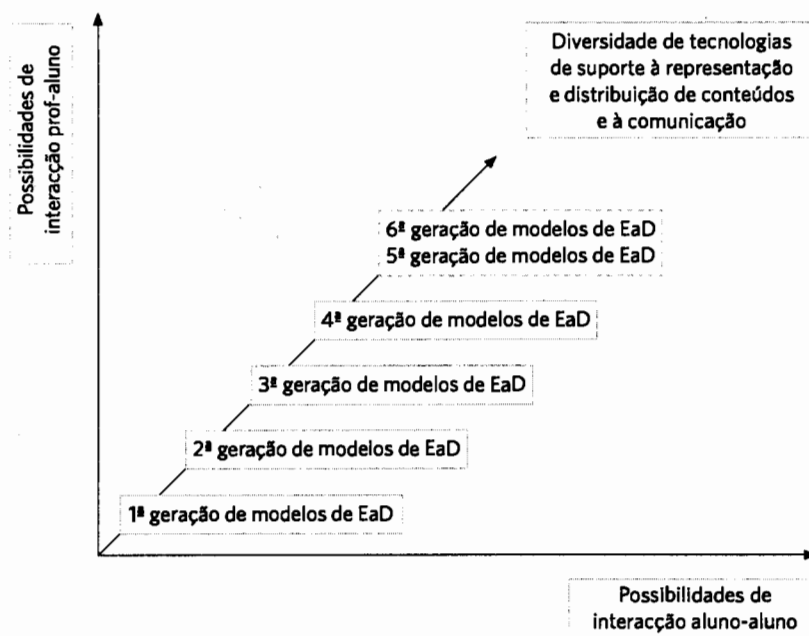 Possibilidades de
interacção prof-aluno
Diversidade de tecnologias
de suporte à representação
e distribuição de conteúdos
e à comunicação
6ª geração de modelos de EaD
5ª geração de modelos de EaD
4ª geração de modelos de EaD
3ª geração de modelos de EaD
2ª geração de modelos de EaD
1ª geração de modelos de EaD
Possibilidades de
interacção aluno-aluno